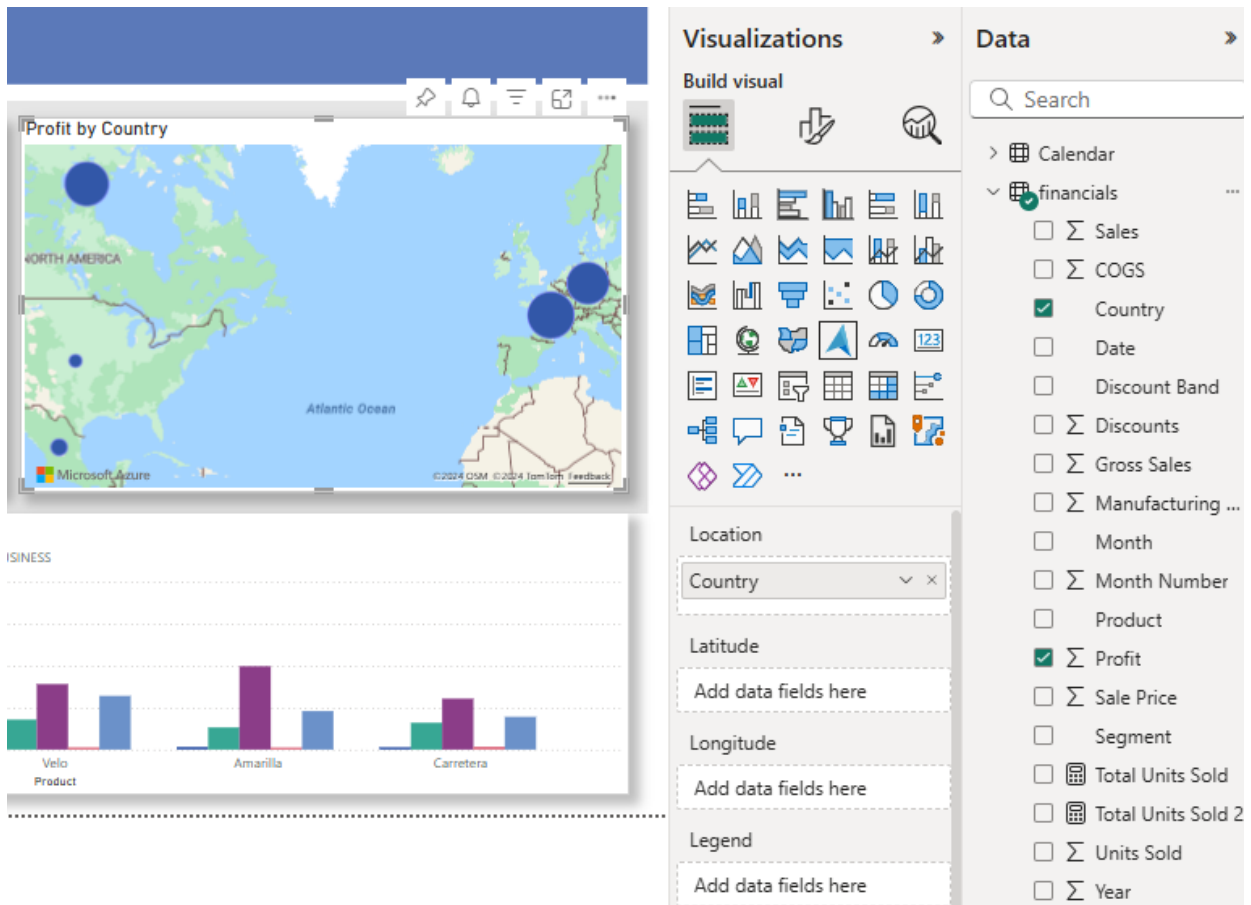 Profit by Country
NORTH AMERICA
Atlantic Ocean
Microsoft Azure
©2024 OSM ©2024 TomTom Feedback
USINESS
Velo
Amarilla
Carretera
Product
Visualizations
Build visual
123
Location
Country
Latitude
Add data fields here
Longitude
Add data fields here
Legend
Add data fields here
Data
Search
Calendar
financials
Sales
COGS
Country
Date
Discount Band
Discounts
Gross Sales
Manufacturing ...
Month
Month Number
Product
Profit
Sale Price
Segment
Total Units Sold
Total Units Sold 2
Units Sold
Year